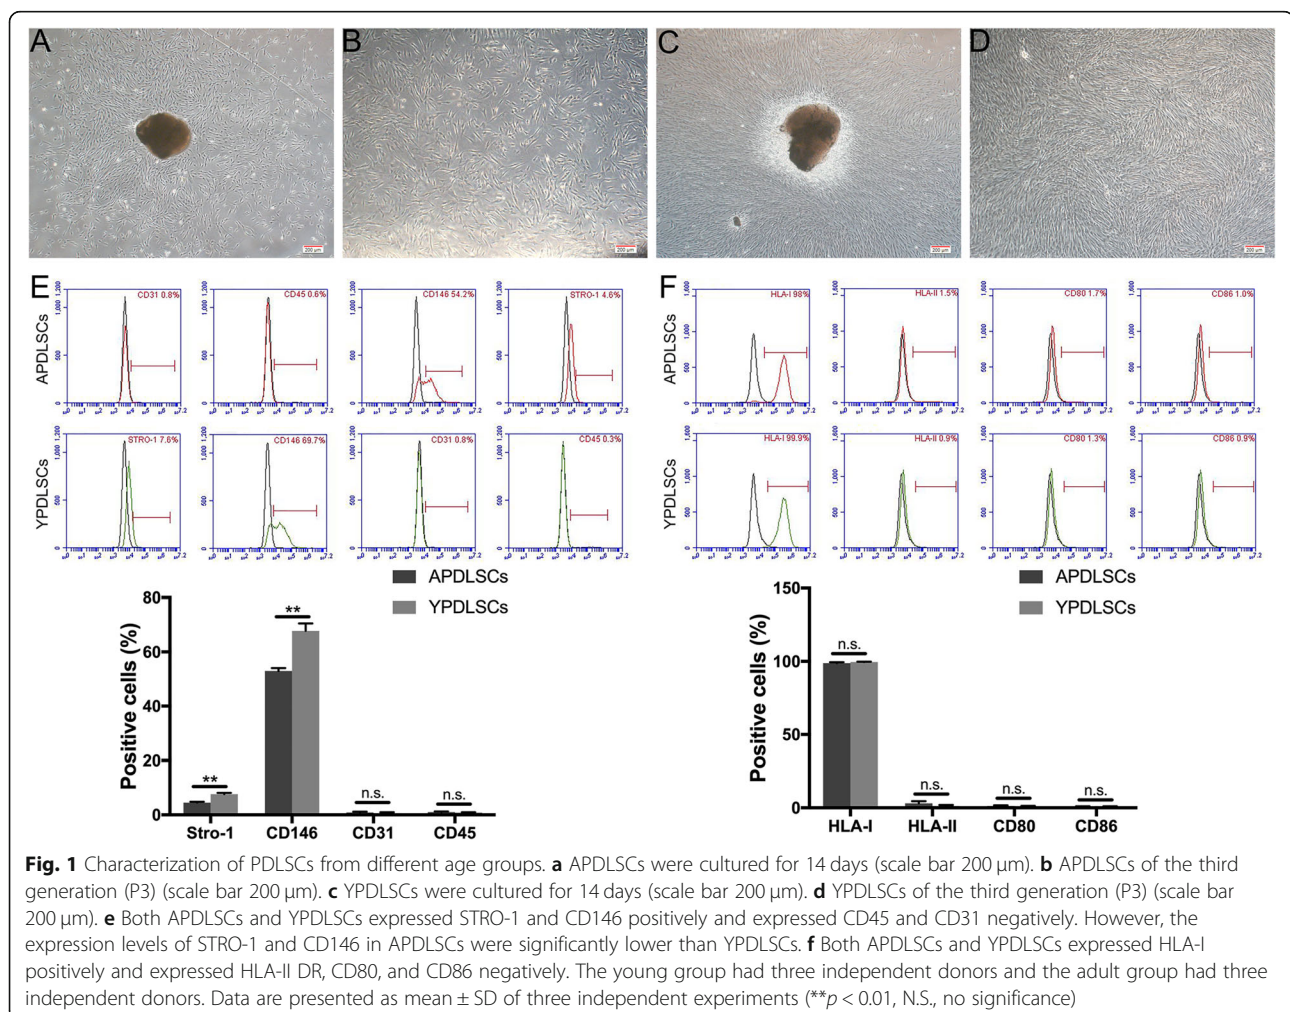 A
B
C
D
200 μm
200 μm
200 μm
200 μm
E
F
APDLSCs
CD31 0.8%
CD45 0.6%
CD146 54.2%
STRO-1 4.6%
APDLSCs
HLA-I 98%
HLA-II 1.5%
CD80 1.7%
CD86 1.0%
YPDLSCs
STRO-1 7.6%
CD146 69.7%
CD31 0.8%
CD45 0.3%
YPDLSCs
HLA-I 99.9%
HLA-II 0.9%
CD80 1.3%
CD86 0.9%
APDLSCs
YPDLSCs
Positive cells (%)
80
60
40
20
0
**
**
n.s.
n.s.
Stro-1 CD146 CD31 CD45
APDLSCs
YPDLSCs
Positive cells (%)
150
100
50
0
n.s.
n.s.
n.s.
n.s.
HLA-I HLA-II CD80 CD86
Fig. 1 Characterization of PDLSCs from different age groups. a APDLSCs were cultured for 14 days (scale bar 200 μm). b APDLSCs of the third
generation (P3) (scale bar 200 μm). c YPDLSCs were cultured for 14 days (scale bar 200 μm). d YPDLSCs of the third generation (P3) (scale bar
200 μm). e Both APDLSCs and YPDLSCs expressed STRO-1 and CD146 positively and expressed CD45 and CD31 negatively. However, the
expression levels of STRO-1 and CD146 in APDLSCs were significantly lower than YPDLSCs. f Both APDLSCs and YPDLSCs expressed HLA-I
positively and expressed HLA-II DR, CD80, and CD86 negatively. The young group had three independent donors and the adult group had three
independent donors. Data are presented as mean ± SD of three independent experiments (**p < 0.01, N.S., no significance)